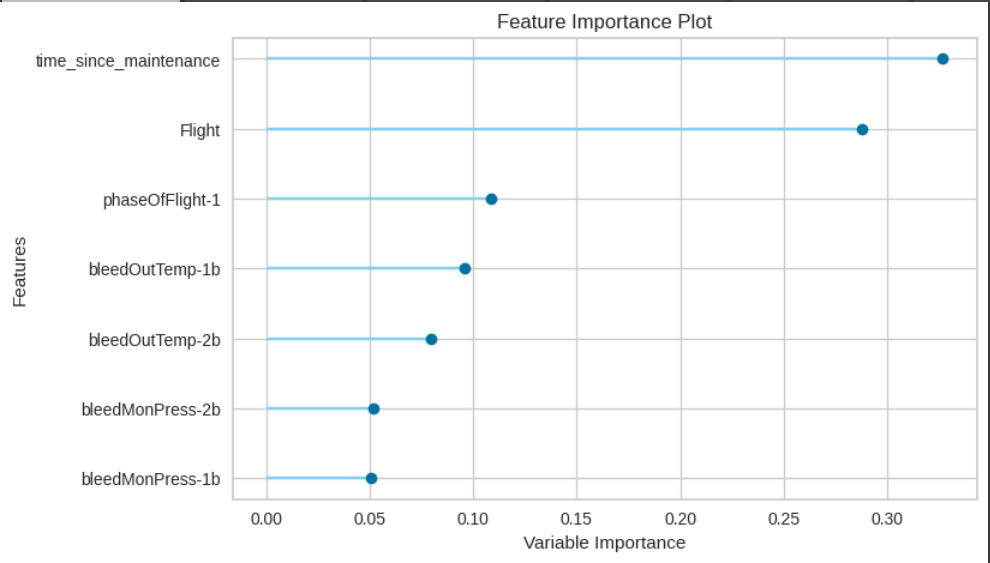 Feature Importance Plot
time_since_maintenance
Flight
phaseOfFlight-1
bleedOutTemp-1b
bleedOutTemp-2b
bleedMonPress-2b
bleedMonPress-1b
Features
0.00 0.05 0.10 0.15 0.20 0.25 0.30
Variable Importance